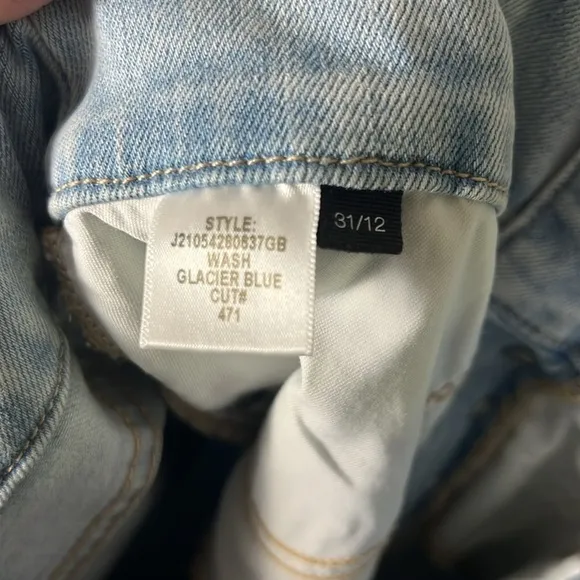 STYLE:
J21054280637GB
WASH
GLACIER BLUE
CUT#
471
31/12